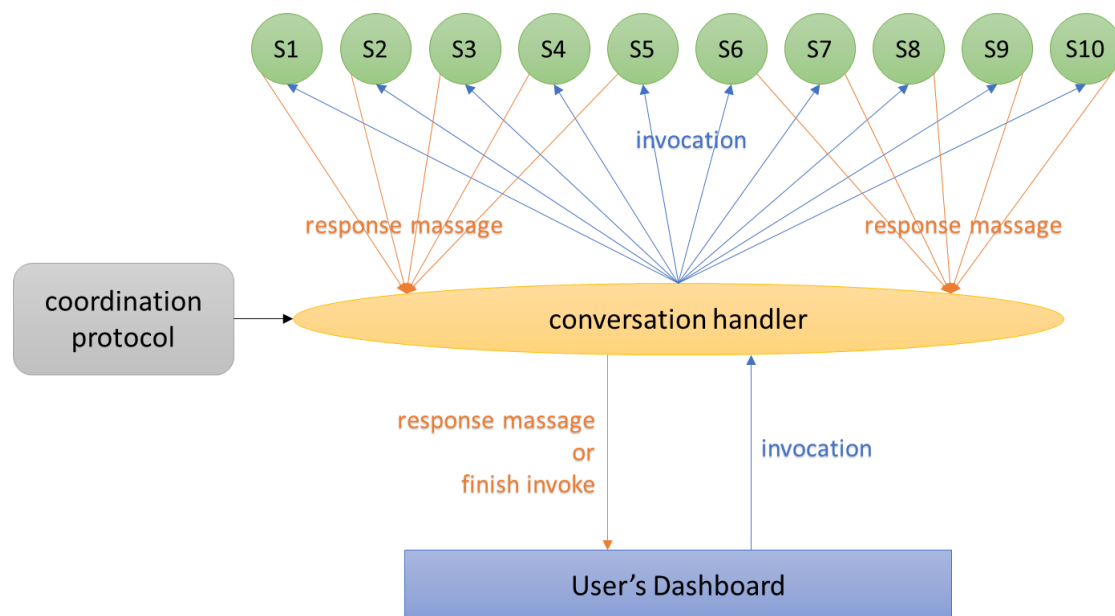 S1 S2 S3 S4 S5 S6 S7 S8 S9 S10
invocation
response massage response massage
coordination
protocol
conversation handler
response massage
or
finish invoke
invocation
User’s Dashboard